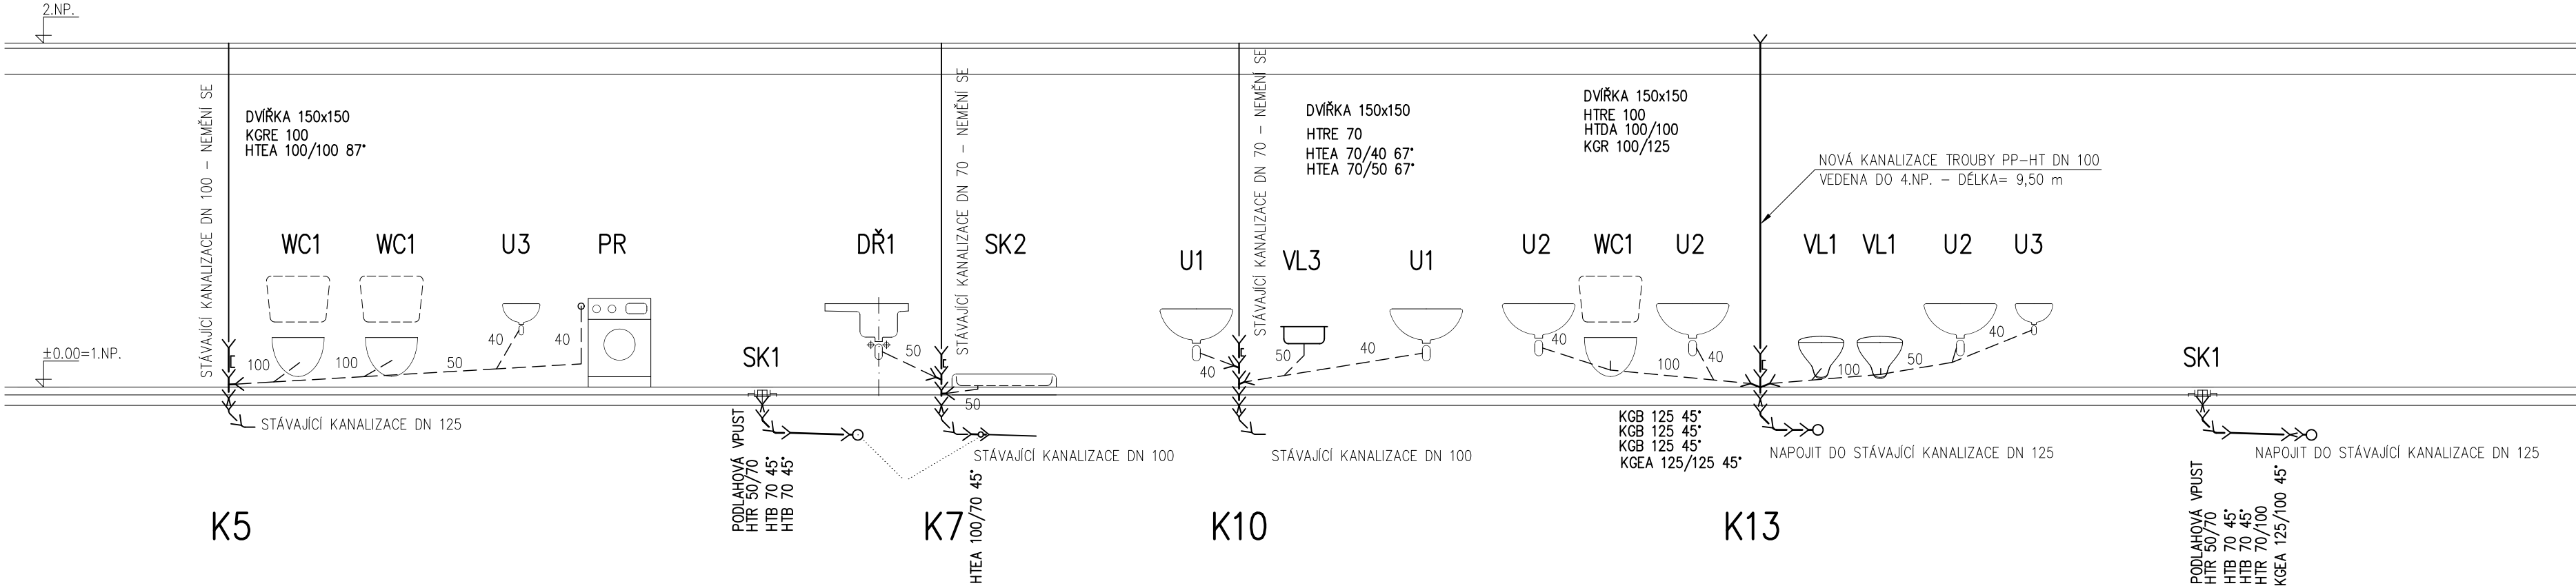 2.NP.
±0.00=1.NP.
STÁVAJÍCÍ KANALIZACE DN 100 - NEMĚNÍ SE
DVÍŘKA 150x150
KGRE 100
HTEA 100/100 87°
WC1
WC1
U3
PR
100
100
50
40
40
STÁVAJÍCÍ KANALIZACE DN 125
K5
SK1
PODLAHOVÁ VPUST
HTR 50/70
HTB 70 45°
HTB 70 45°
DŘ1
50
STÁVAJÍCÍ KANALIZACE DN 70 - NEMĚNÍ SE
SK2
50
STÁVAJÍCÍ KANALIZACE DN 100
HTEA 100/70 45°
K7
U1
40
STÁVAJÍCÍ KANALIZACE DN 70 - NEMĚNÍ SE
DVÍŘKA 150x150
HTRE 70
HTEA 70/40 67°
HTEA 70/50 67°
VL3
U1
50
40
STÁVAJÍCÍ KANALIZACE DN 100
K10
DVÍŘKA 150x150
HTRE 100
HTDA 100/100
KGR 100/125
U2
WC1
U2
40
100
40
KGB 125 45°
KGB 125 45°
KGB 125 45°
KGEA 125/125 45°
NOVÁ KANALIZACE TROUBY PP-HT DN 100
VEDENA DO 4.NP. - DÉLKA= 9,50 m
VL1
VL1
U2
U3
100
50
40
NAPOJIT DO STÁVAJÍCÍ KANALIZACE DN 125
K13
SK1
NAPOJIT DO STÁVAJÍCÍ KANALIZACE DN 125
PODLAHOVÁ VPUST
HTR 50/70
HTB 70 45°
HTB 70 45°
HTR 70/100
KGEA 125/100 45°